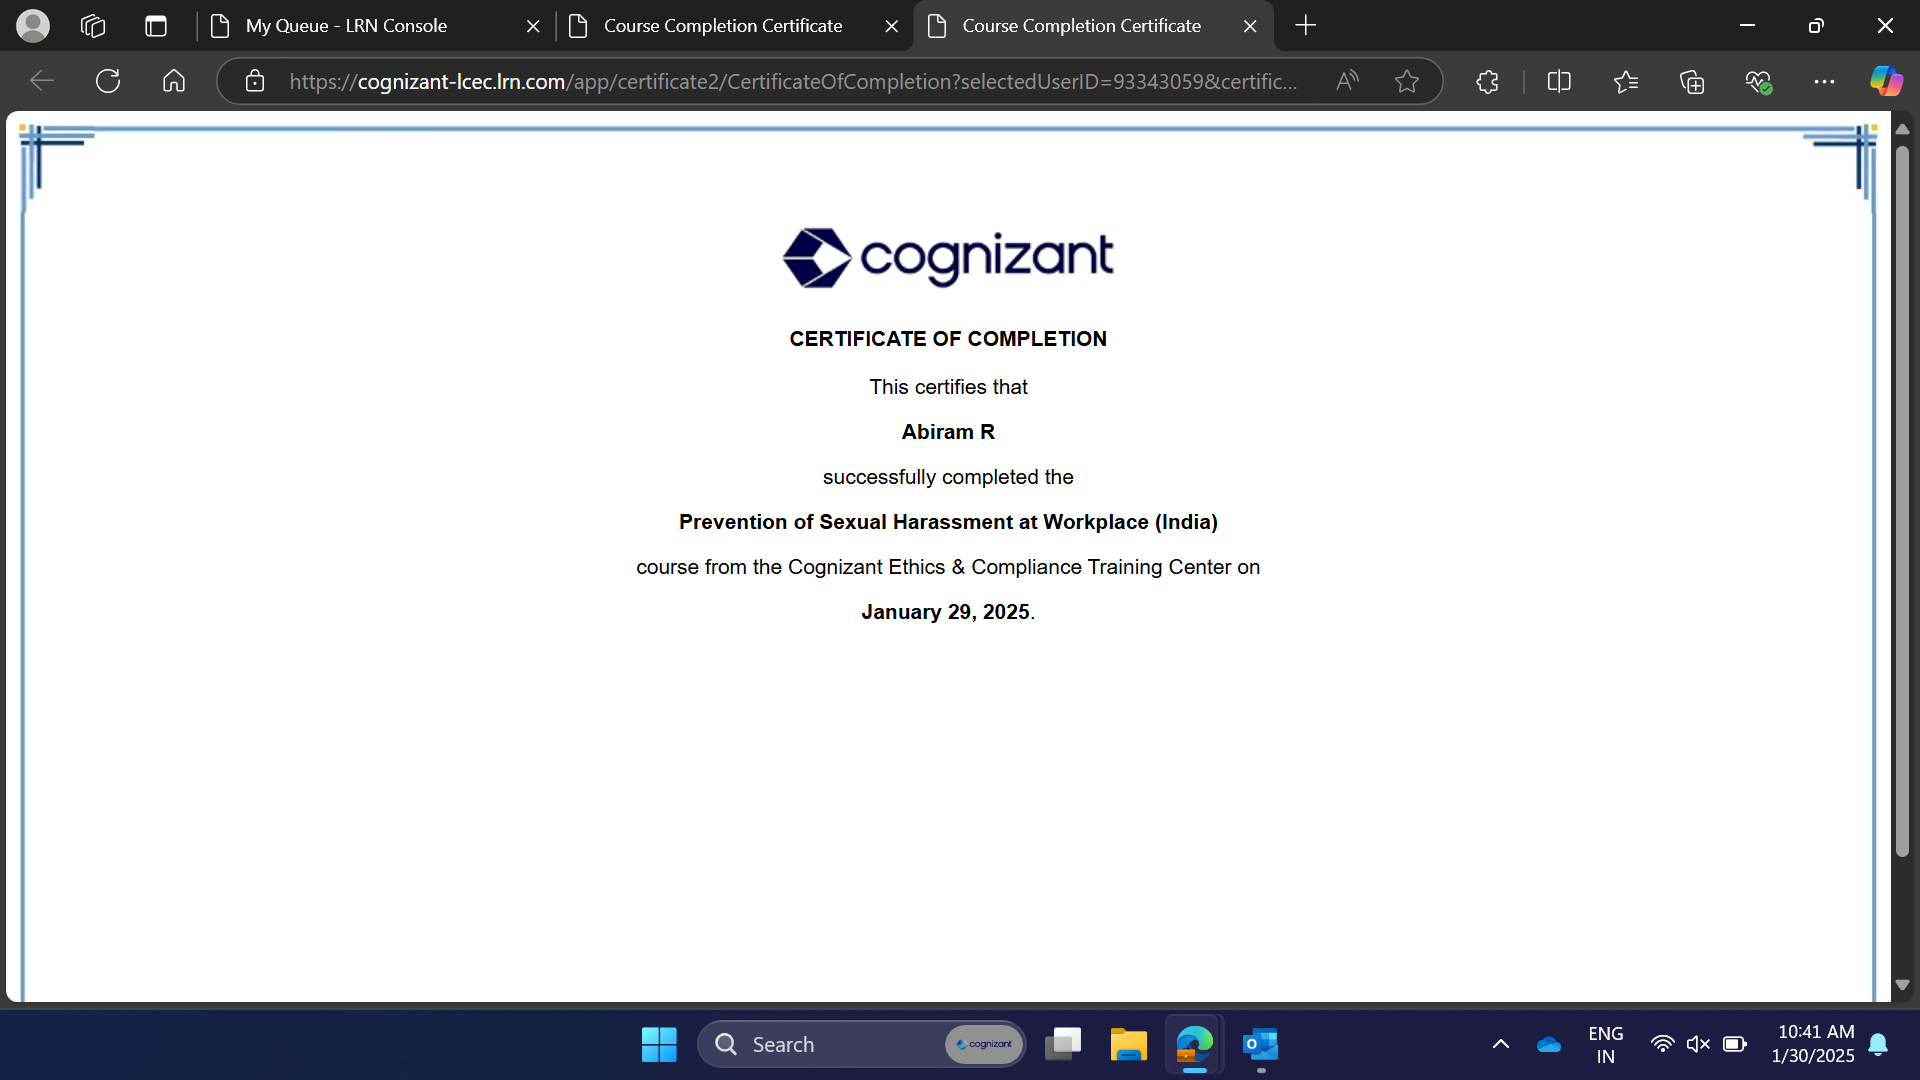 My Queue - LRN Console
Course Completion Certificate
Course Completion Certificate
https://cognizant-lcec.lrn.com/app/certificate2/CertificateOfCompletion?selectedUserID=93343059&certific...
cognizant
CERTIFICATE OF COMPLETION
This certifies that
Abiram R
successfully completed the
Prevention of Sexual Harassment at Workplace (India)
course from the Cognizant Ethics & Compliance Training Center on
January 29, 2025.
Search
cognizant
ENG
IN
10:41 AM
1/30/2025